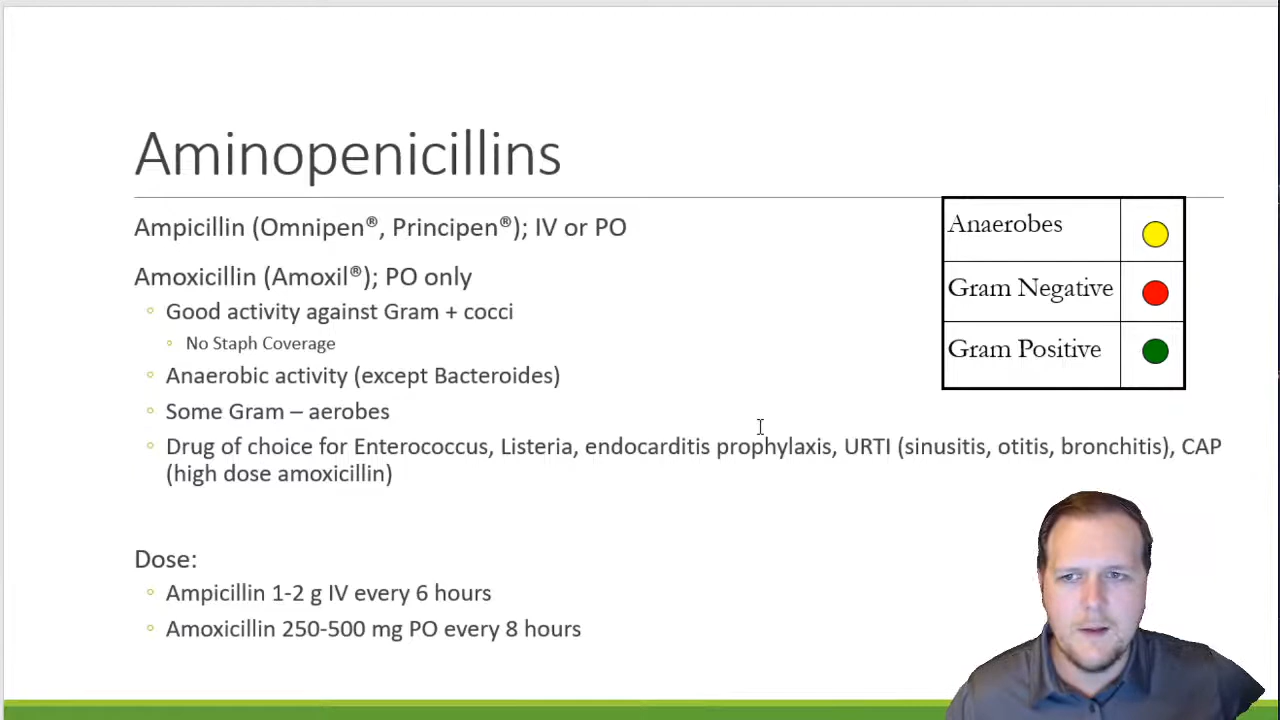 Aminopenicillins
Ampicillin (Omnipen®, Principen®); IV or PO
Amoxicillin (Amoxil®); PO only
Good activity against Gram + cocci
No Staph Coverage
Anaerobic activity (except Bacteroides)
Some Gram – aerobes
Drug of choice for Enterococcus, Listeria, endocarditis prophylaxis, URTI (sinusitis, otitis, bronchitis), CAP
(high dose amoxicillin)
Dose:
Ampicillin 1-2 g IV every 6 hours
Amoxicillin 250-500 mg PO every 8 hours
Anaerobes
Gram Negative
Gram Positive